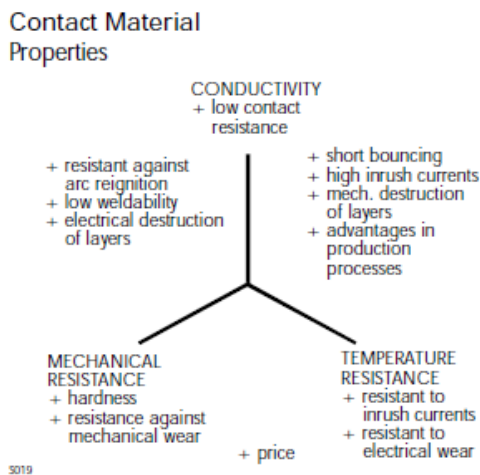 Contact Material
Properties
CONDUCTIVITY
+ low contact
resistance
+ resistant against
arc reignition
+ low weldability
+ electrical destruction
of layers
+ short bouncing
+ high inrush currents
+ mech. destruction
of layers
+ advantages in
production
processes
MECHANICAL
RESISTANCE
+ hardness
+ resistance against
mechanical wear
+ price
TEMPERATURE
RESISTANCE
+ resistant to
inrush currents
+ resistant to
electrical wear
S019